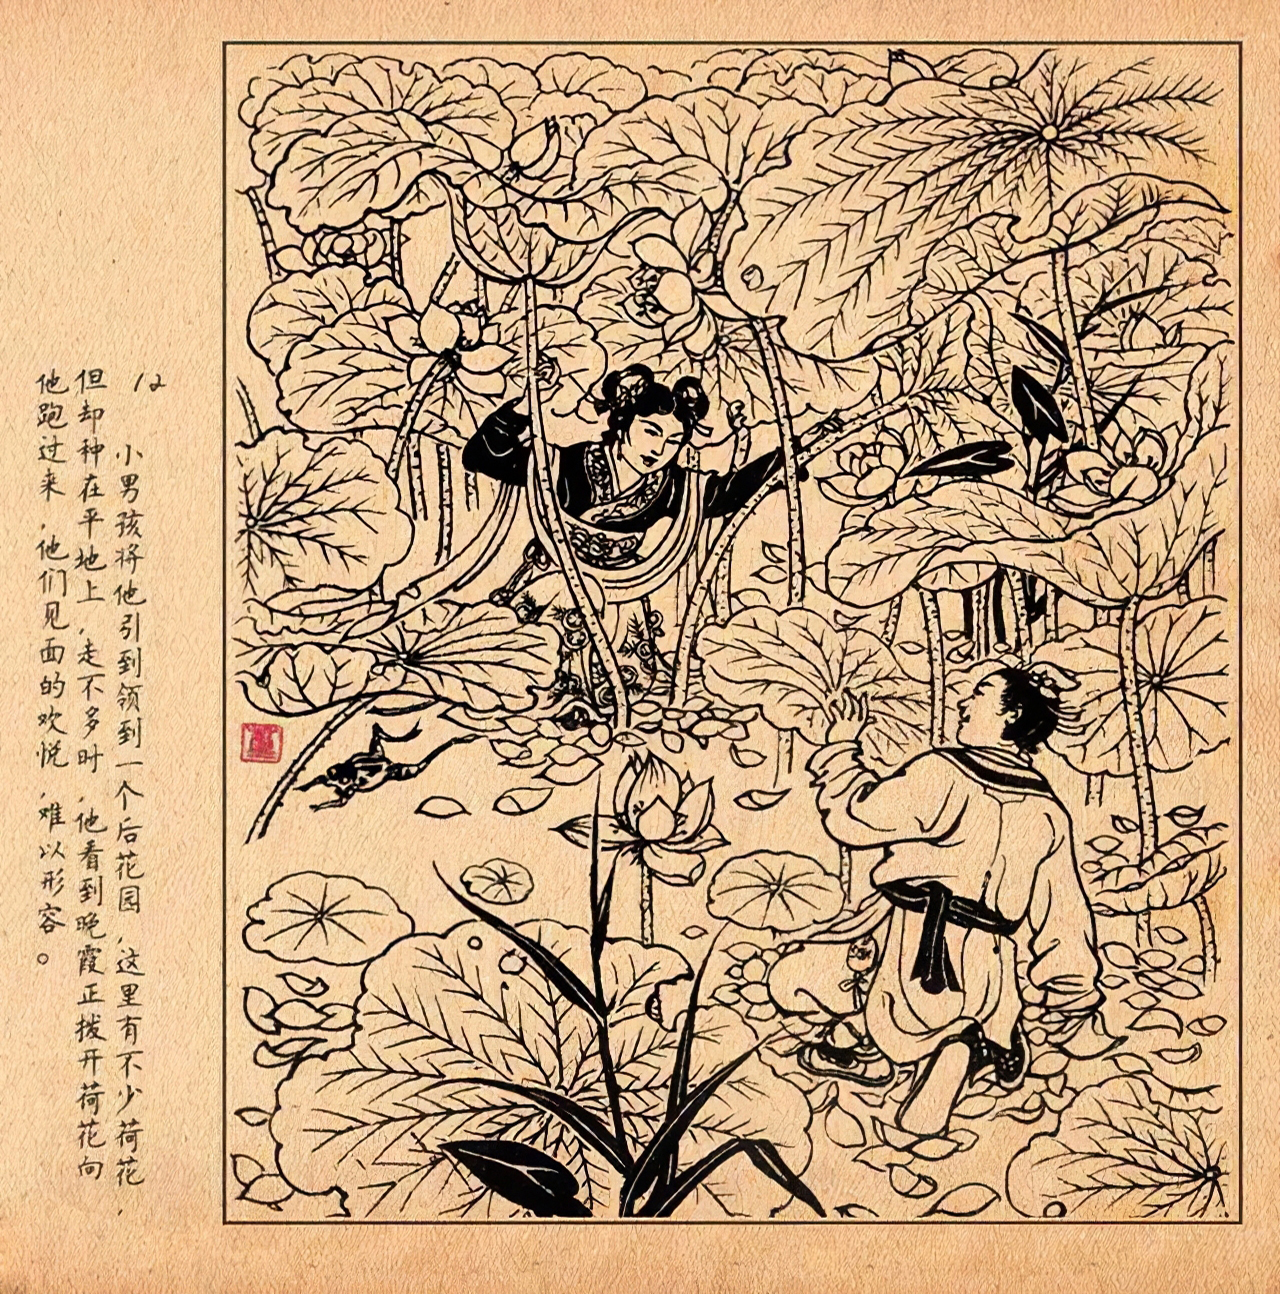 12
小男孩将他引到领到一个后花园，这里有不少荷花，
但却种在平地上，走不多时，他看到晚霞正拨开荷花向
他跑过来，他们见面的欢悦，难以形容。